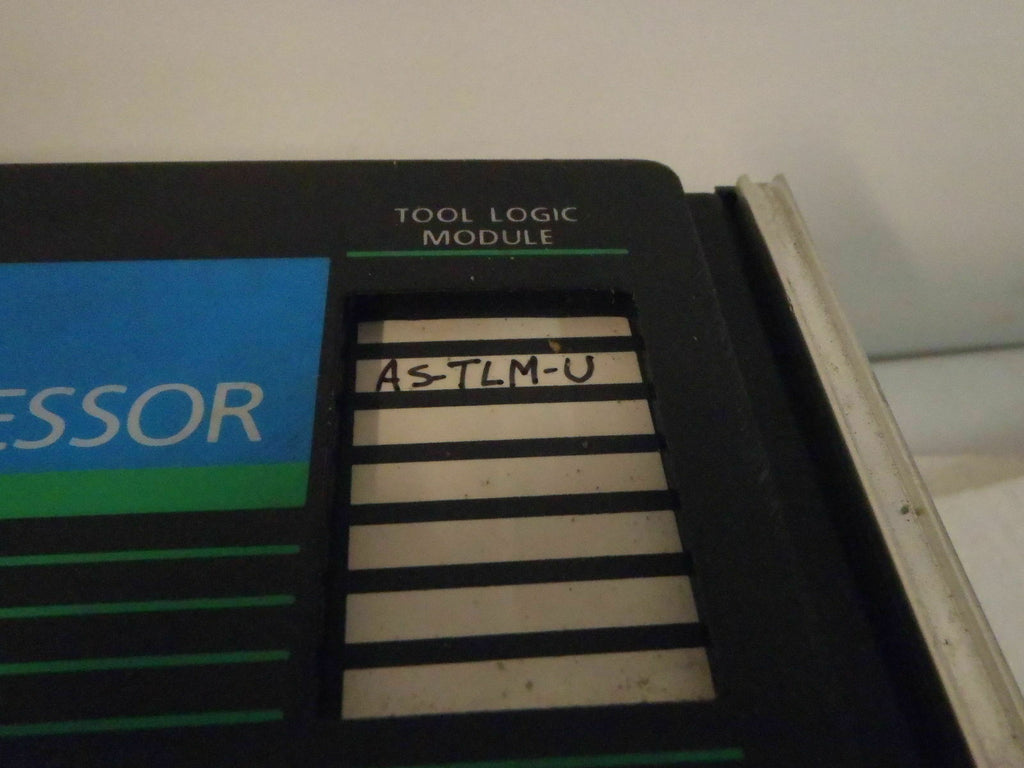 TOOL LOGIC
MODULE
AS-TLM-U
ESSOR